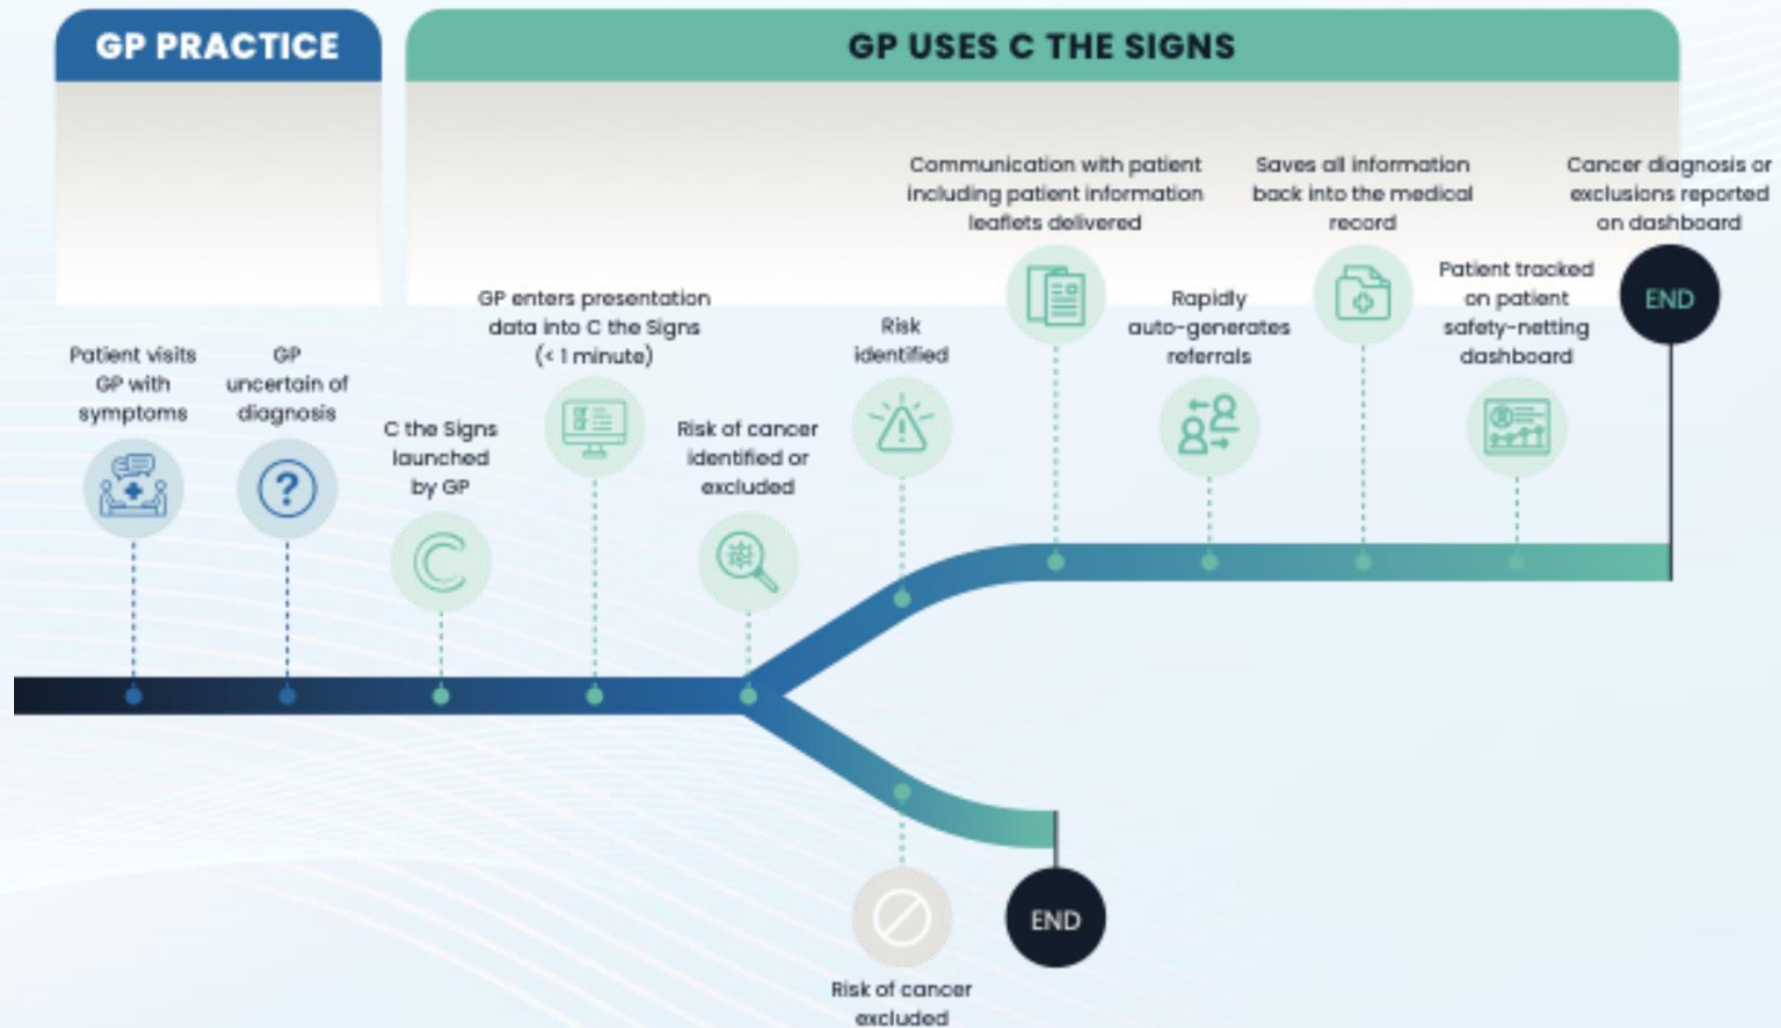 GP PRACTICE
GP USES C THE SIGNS
Patient visits
GP with
symptoms
GP
uncertain of
diagnosis
C the Signs
launched
by GP
GP enters presentation
data into C the Signs
(< 1 minute)
Risk of cancer
identified or
excluded
Risk
identified
Communication with patient
including patient information
leaflets delivered
Rapidly
auto-generates
referrals
Saves all information
back into the medical
record
Patient tracked
on patient
safety-netting
dashboard
Cancer diagnosis or
exclusions reported
on dashboard
END
END
Risk of cancer
excluded